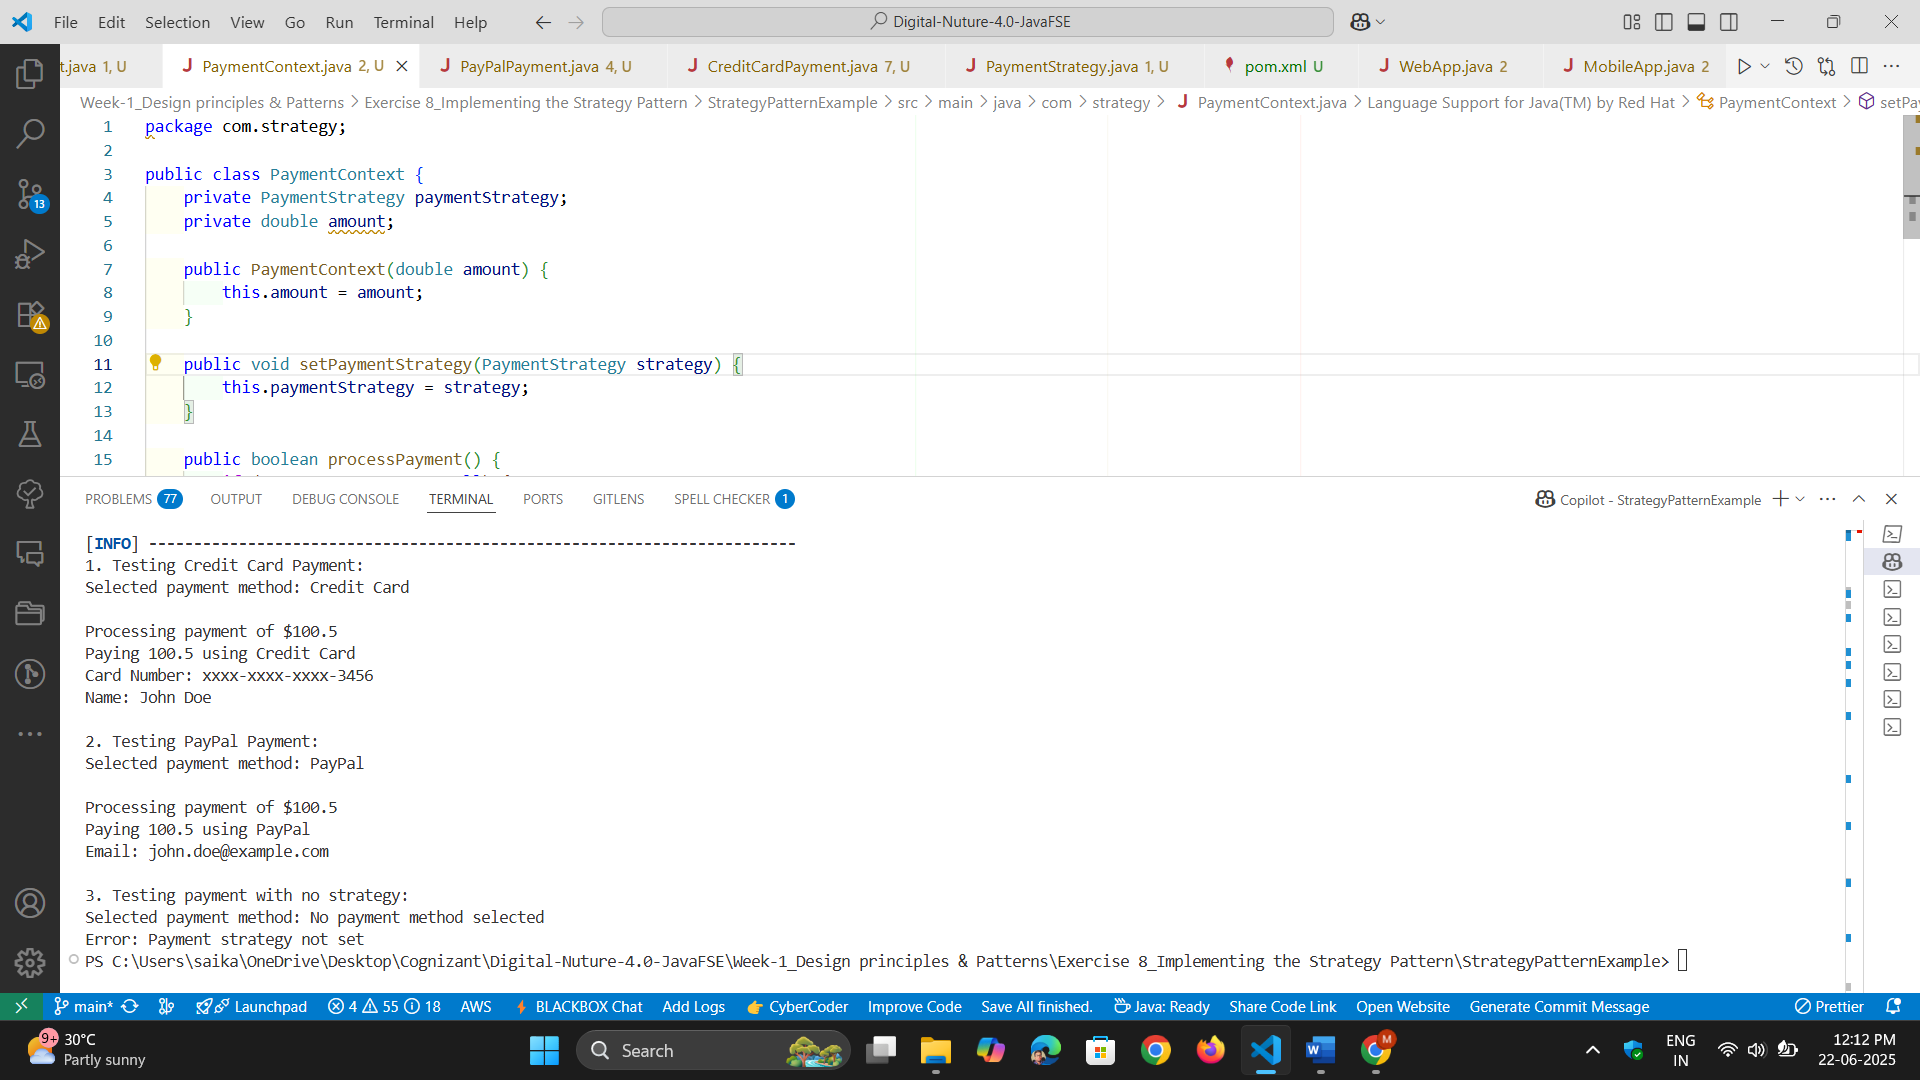 File Edit Selection View Go Run Terminal Help Digital-Nuture-4.0-JavaFSE
t.java 1, U PaymentContext.java 2, U PayPalPayment.java 4, U CreditCardPayment.java 7, U PaymentStrategy.java 1, U pom.xml U WebApp.java 2 MobileApp.java 2
Week-1_Design principles & Patterns > Exercise 8_Implementing the Strategy Pattern > StrategyPatternExample > src > main > java > com > strategy > PaymentContext.java > Language Support for Java(TM) by Red Hat > PaymentContext > setPa
1 package com.strategy;
2
3 public class PaymentContext {
4 private PaymentStrategy paymentStrategy;
5 private double amount;
6
7 public PaymentContext(double amount) {
8 this.amount = amount;
9 }
10
11 public void setPaymentStrategy(PaymentStrategy strategy) {
12 this.paymentStrategy = strategy;
13 }
14
15 public boolean processPayment() {
13
PROBLEMS 77 OUTPUT DEBUG CONSOLE TERMINAL PORTS GITLENS SPELL CHECKER 1 Copilot - StrategyPatternExample
[INFO] ------------------------------------------------------------------------
1. Testing Credit Card Payment:
Selected payment method: Credit Card
Processing payment of $100.5
Paying 100.5 using Credit Card
Card Number: xxxx-xxxx-xxxx-3456
Name: John Doe
2. Testing PayPal Payment:
Selected payment method: PayPal
Processing payment of $100.5
Paying 100.5 using PayPal
Email: john.doe@example.com
3. Testing payment with no strategy:
Selected payment method: No payment method selected
Error: Payment strategy not set
PS C:\Users\saika\OneDrive\Desktop\Cognizant\Digital-Nuture-4.0-JavaFSE\Week-1_Design principles & Patterns\Exercise 8_Implementing the Strategy Pattern\StrategyPatternExample>
main* Launchpad 4 55 18 AWS BLACKBOX Chat Add Logs CyberCoder Improve Code Save All finished. Java: Ready Share Code Link Open Website Generate Commit Message Prettier
9+ 30°C Search ENG 12:12 PM
Partly sunny IN 22-06-2025